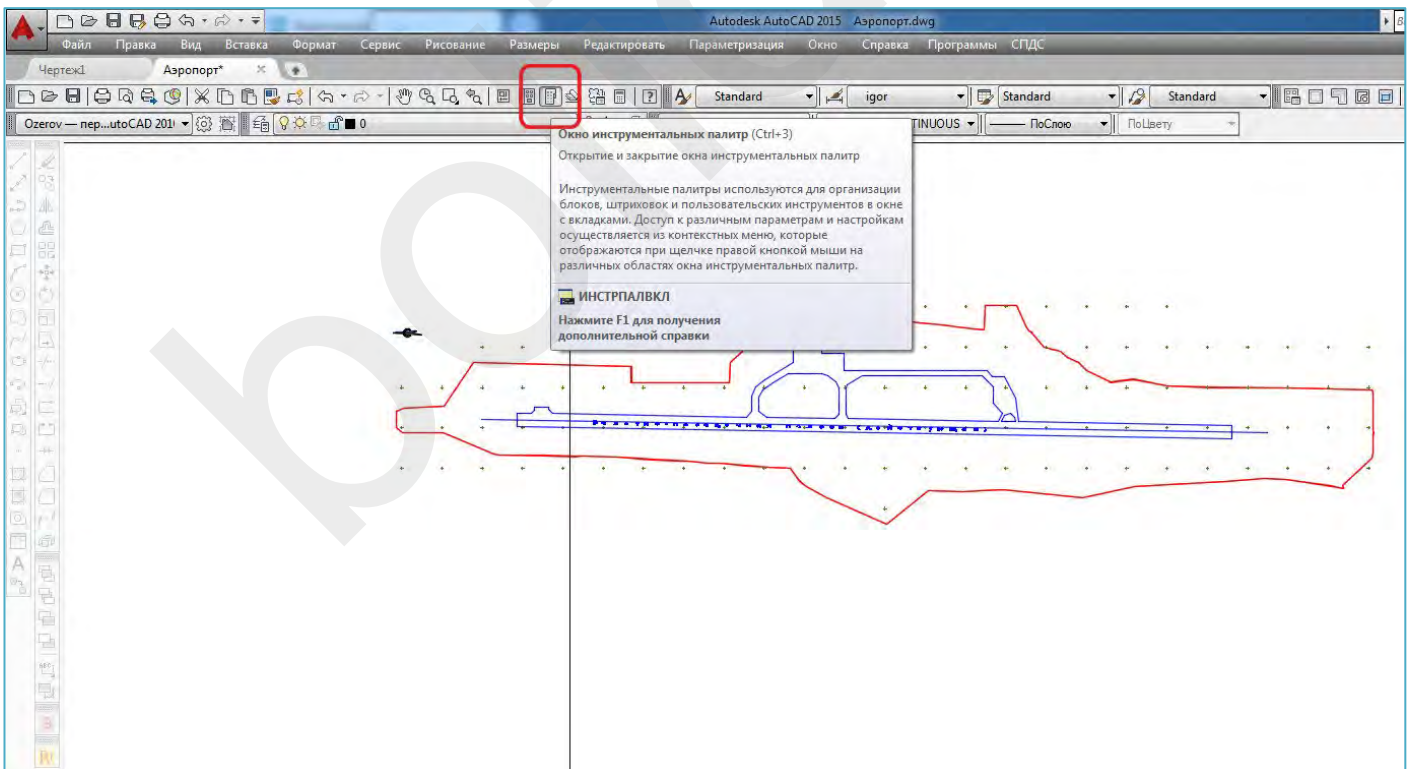 Autodesk AutoCAD 2015 Аэропорт.dwg
Файл Правка Вид Вставка Формат Сервис Рисование Размеры Редактировать Параметризация Окно Справка Программы СПДС
Чертеж1 Аэропорт*
Standard igor Standard Standard
Ozerov — пер...utoCAD 201 0 TINUOUS ПоСлою ПоЦвету
Окно инструментальных палитр (Ctrl+3)
Открытие и закрытие окна инструментальных палитр
Инструментальные палитры используются для организации
блоков, штриховок и пользовательских инструментов в окне
с вкладками. Доступ к различным параметрам и настройкам
осуществляется из контекстных меню, которые
отображаются при щелчке правой кнопкой мыши на
различных областях окна инструментальных палитр.
ИНСТРПАЛВКЛ
Нажмите F1 для получения
дополнительной справки